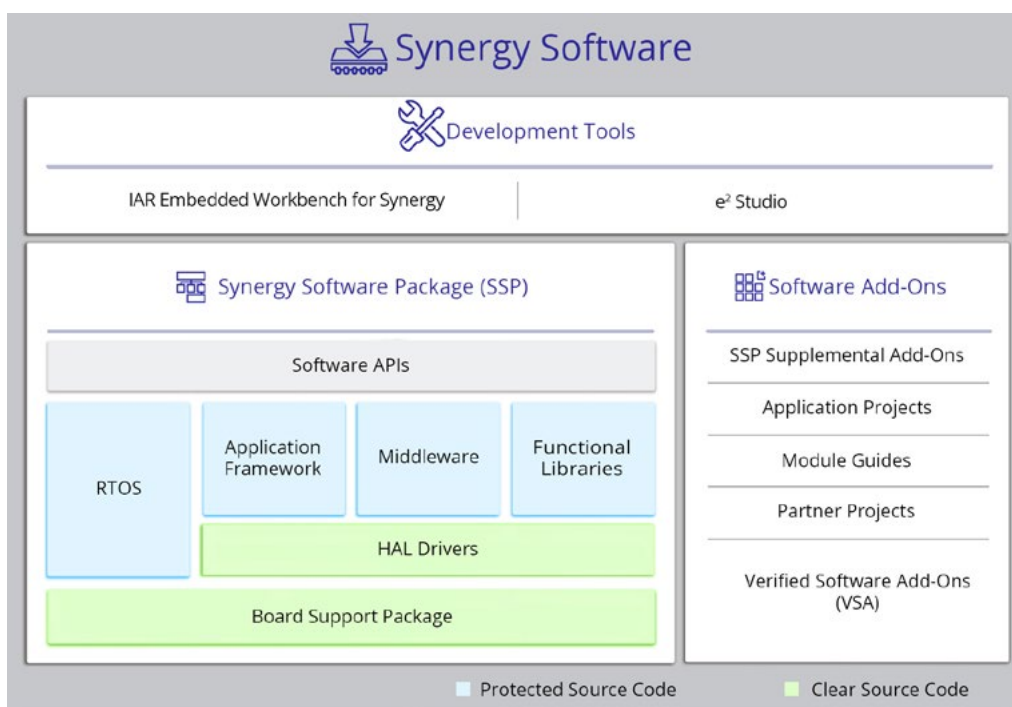 Synergy Software
Development Tools
IAR Embedded Workbench for Synergy
e² Studio
Synergy Software Package (SSP)
Software APIs
RTOS
Application
Framework
Middleware
Functional
Libraries
HAL Drivers
Board Support Package
Software Add-Ons
SSP Supplemental Add-Ons
Application Projects
Module Guides
Partner Projects
Verified Software Add-Ons
(VSA)
Protected Source Code
Clear Source Code